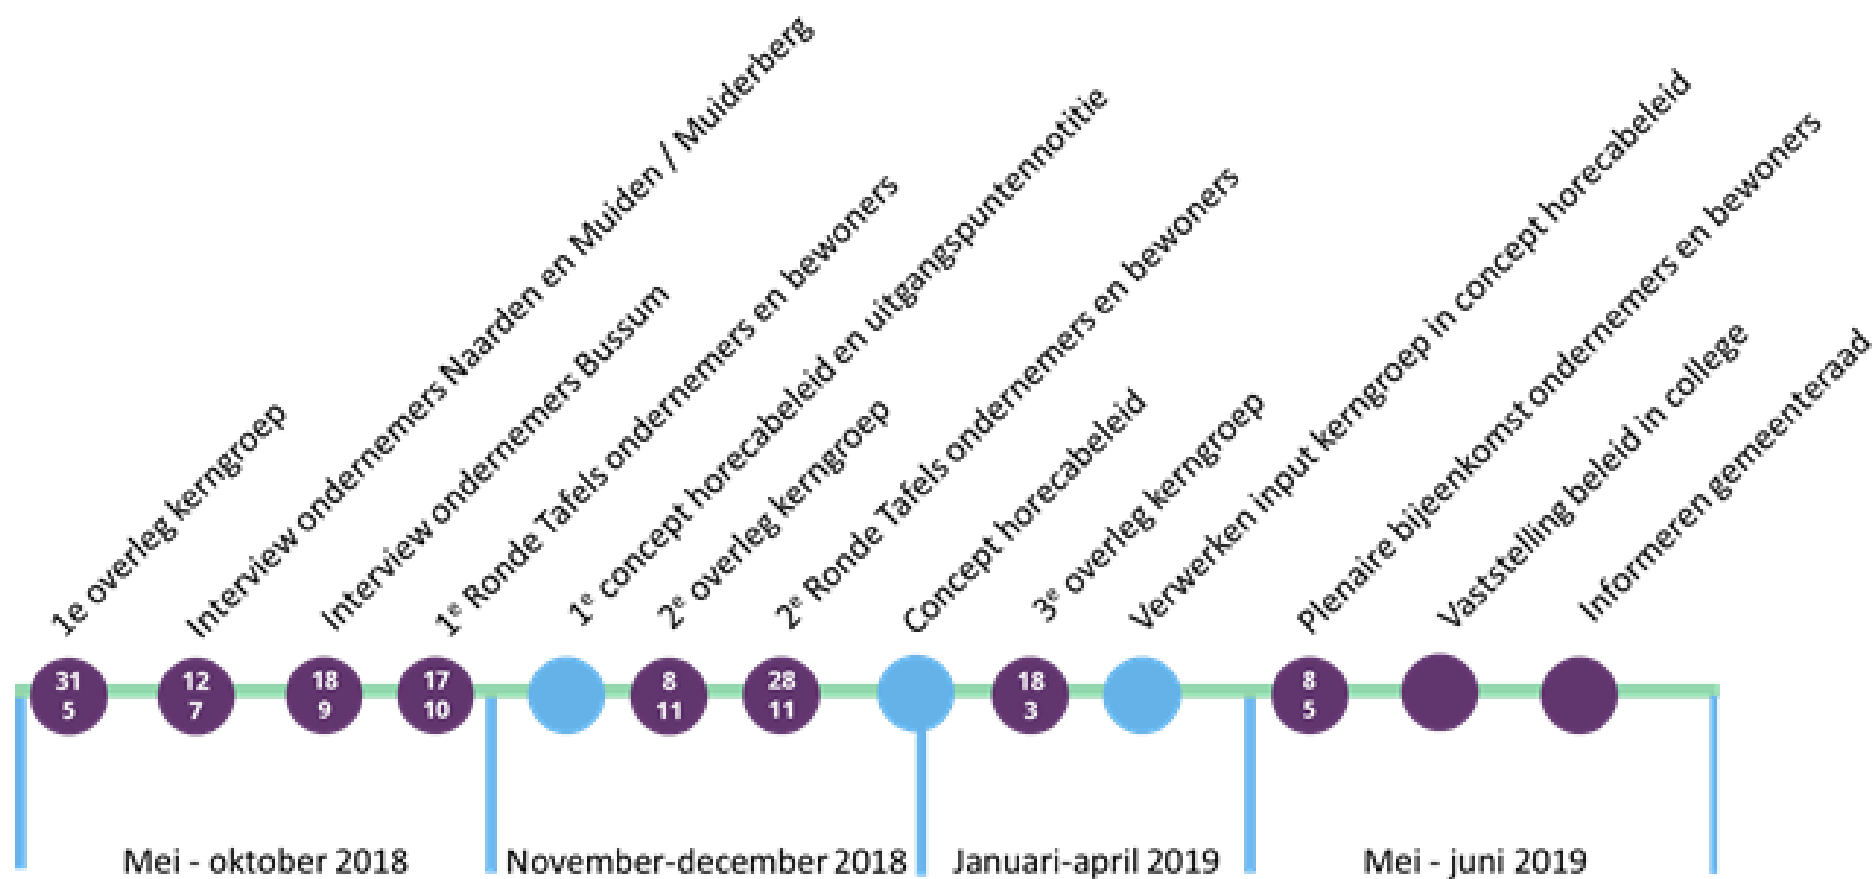 1e overleg kerngroep
Interview ondernemers Naarden en Muiden / Muiderberg
Interview ondernemers Bussum
1e Ronde Tafels ondernemers en bewoners
1e concept horecabeleid en uitgangspuntennotitie
2e overleg kerngroep
2e Ronde Tafels ondernemers en bewoners
Concept horecabeleid
3e overleg kerngroep
Verwerken input kerngroep in concept horecabeleid
Plenaire bijeenkomst ondernemers en bewoners
Vaststelling beleid in college
Informeren gemeenteraad
31
5
12
7
18
9
17
10
8
11
28
11
18
3
8
5
Mei - oktober 2018
November-december 2018
Januari-april 2019
Mei - juni 2019